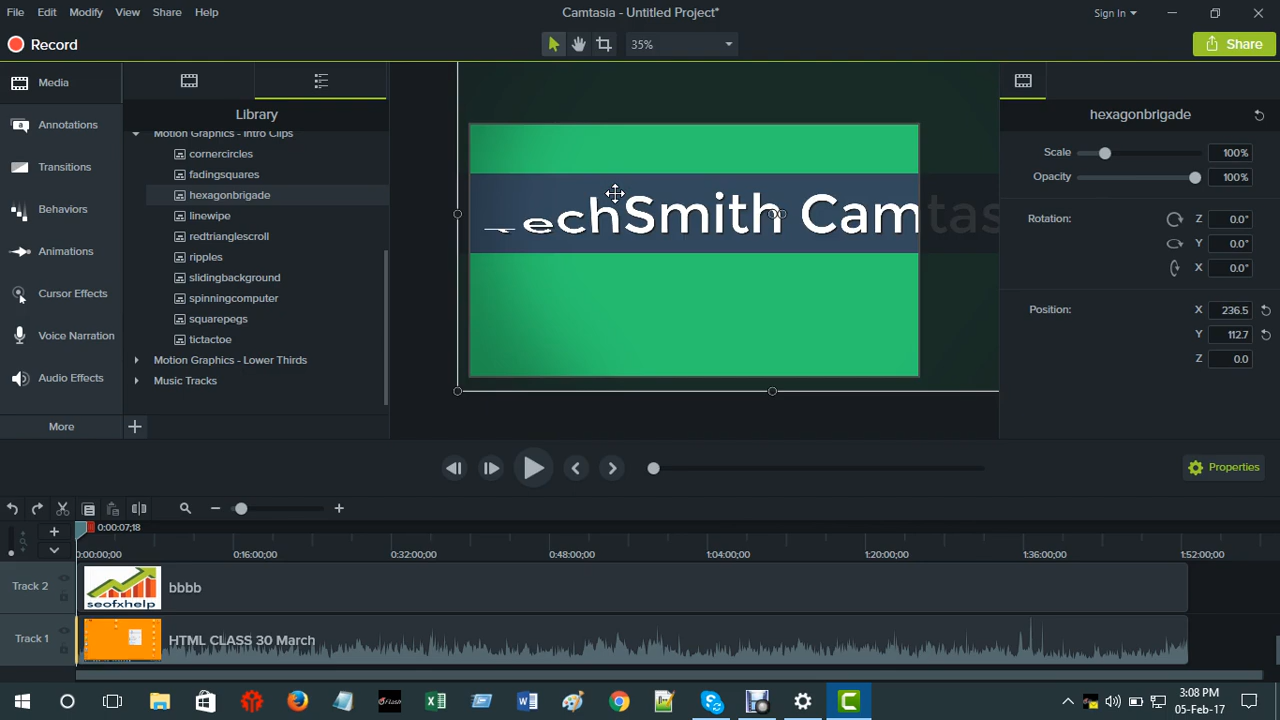 File Edit Modify View Share Help
Camtasia - Untitled Project*
Sign In
Record
35%
Share
Media
Annotations
Transitions
Behaviors
Animations
Cursor Effects
Voice Narration
Audio Effects
More
Library
Motion Graphics - Intro Clips
cornercircles
fadingsquares
hexagonbrigade
linewipe
redtrianglescroll
ripples
slidingbackground
spinningcomputer
squarepegs
tictactoe
Motion Graphics - Lower Thirds
Music Tracks
echSmith Camtas
hexagonbrigade
Scale 100%
Opacity 100%
Rotation: Z 0.0°
Y 0.0°
X 0.0°
Position: X 236.5
Y 112.7
Z 0.0
Properties
0:00:07;18
0:00:00;00 0:16:00;00 0:32:00;00 0:48:00;00 1:04:00;00 1:20:00;00 1:36:00;00 1:52:00;00
Track 2 seofxhelp bbbb
Track 1 HTML CLASS 30 March
3:08 PM
05-Feb-17